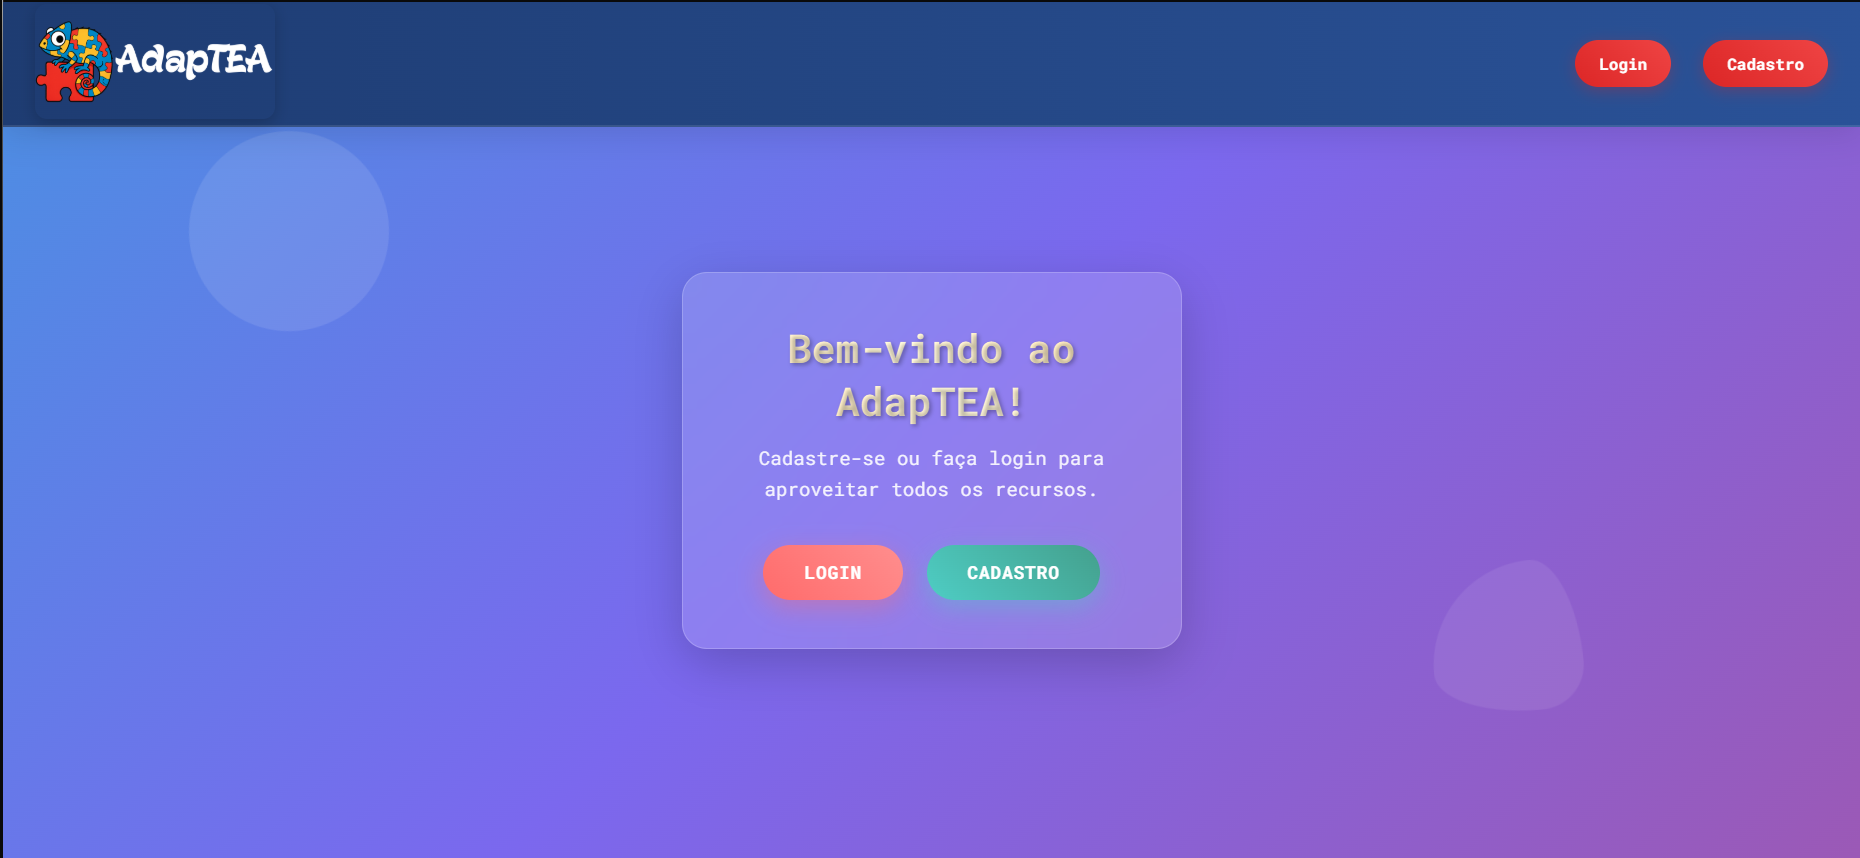 AdapTEA
Login
Cadastro
Bem-vindo ao
AdapTEA!
Cadastre-se ou faça login para
aproveitar todos os recursos.
LOGIN
CADASTRO